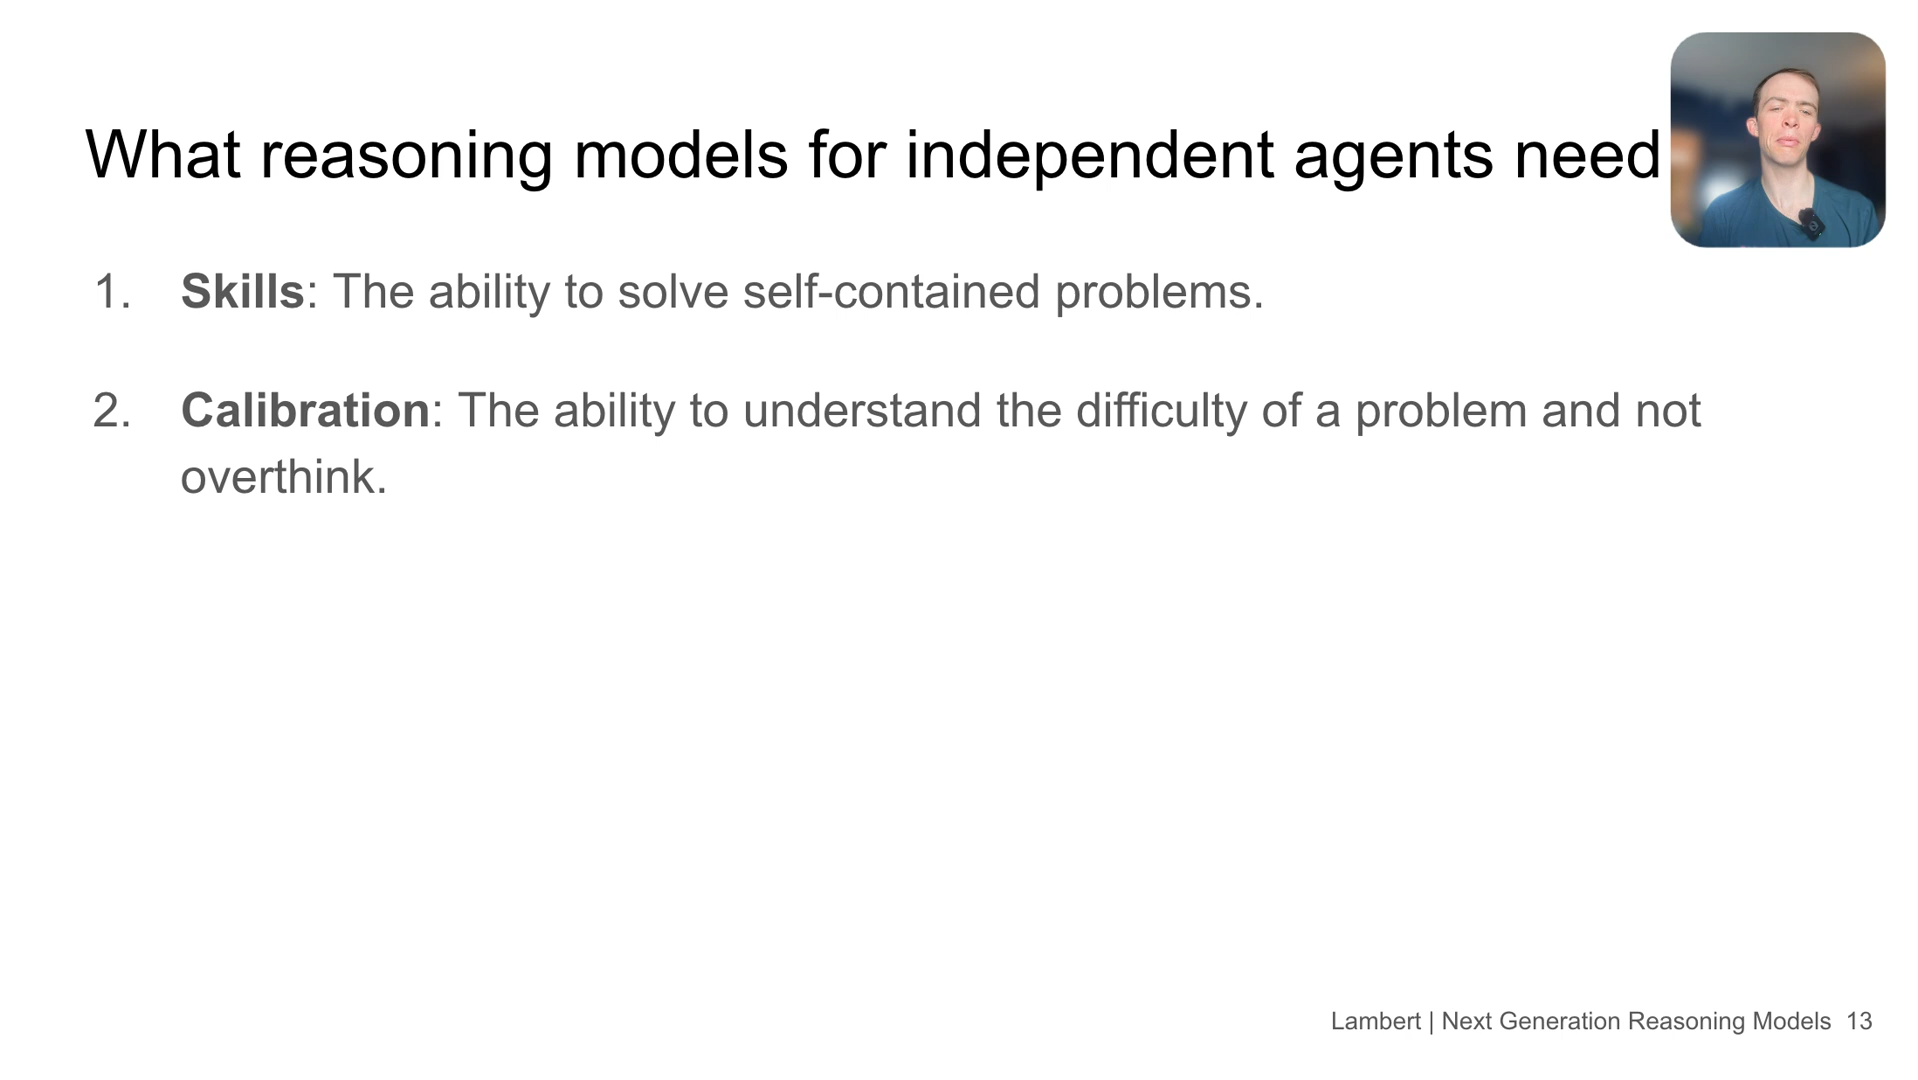 What reasoning models for independent agents need
1. Skills: The ability to solve self-contained problems.
2. Calibration: The ability to understand the difficulty of a problem and not
overthink.
Lambert | Next Generation Reasoning Models 13